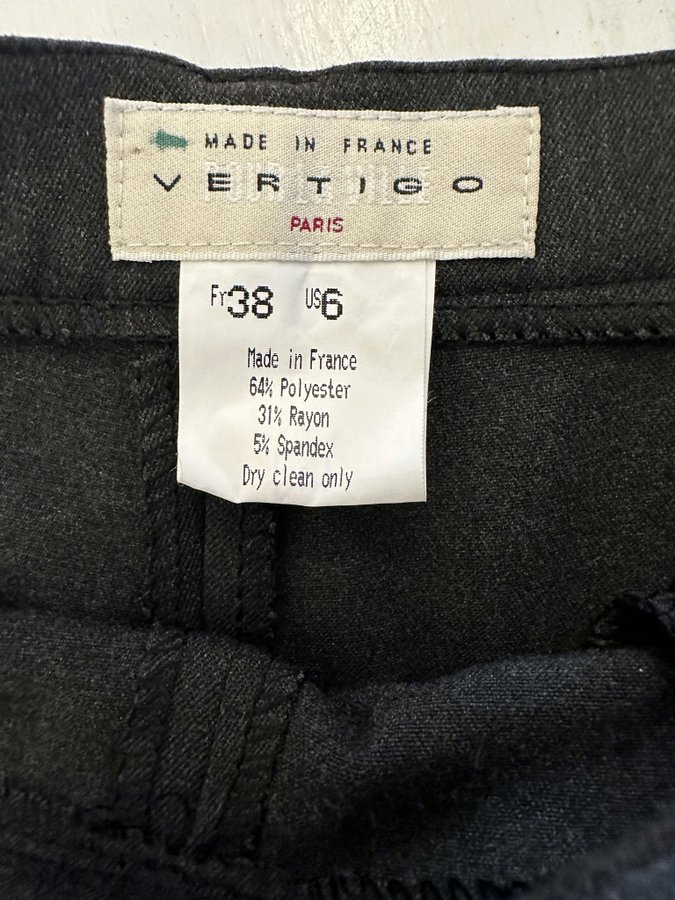 MADE IN FRANCE
VERTIGO
PARIS
Fr38 US6
Made in France
64% Polyester
31% Rayon
5% Spandex
Dry clean only